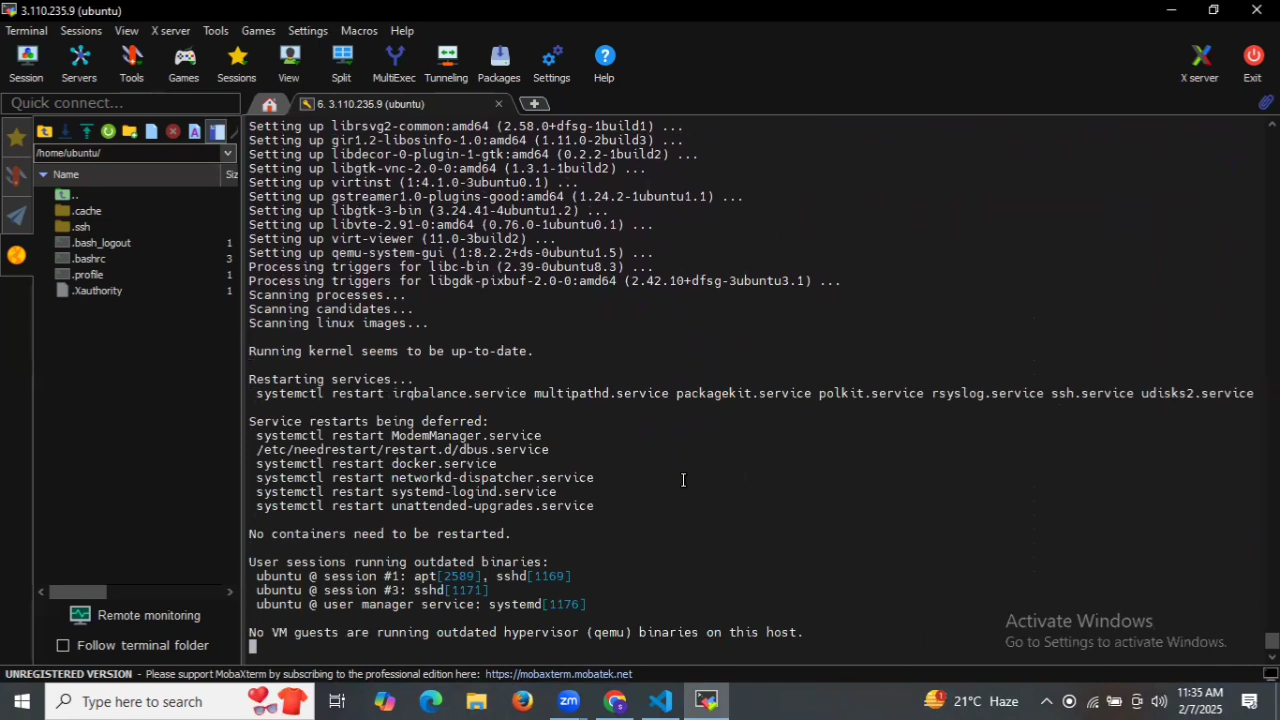 3.110.235.9 (ubuntu)
Terminal Sessions View X server Tools Games Settings Macros Help
Session Servers Tools Games Sessions View Split MultiExec Tunneling Packages Settings Help X server Exit
Quick connect...
6. 3.110.235.9 (ubuntu)
/home/ubuntu/
Name Siz
..
.cache
.ssh
.bash_logout 1
.bashrc 3
.profile 1
.Xauthority 1
Remote monitoring
Follow terminal folder
Setting up librsvg2-common:amd64 (2.58.0+dfsg-1build1) ...
Setting up gir1.2-libosinfo-1.0:amd64 (1.11.0-2build3) ...
Setting up libdecor-0-plugin-1-gtk:amd64 (0.2.2-1build2) ...
Setting up libgtk-vnc-2.0-0:amd64 (1.3.1-1build2) ...
Setting up virtinst (1:4.1.0-3ubuntu0.1) ...
Setting up gstreamer1.0-plugins-good:amd64 (1.24.2-1ubuntu1.1) ...
Setting up libgtk-3-bin (3.24.41-4ubuntu1.2) ...
Setting up libvte-2.91-0:amd64 (0.76.0-1ubuntu0.1) ...
Setting up virt-viewer (11.0-3build2) ...
Setting up qemu-system-gui (1:8.2.2+ds-0ubuntu1.5) ...
Processing triggers for libc-bin (2.39-0ubuntu8.3) ...
Processing triggers for libgdk-pixbuf-2.0-0:amd64 (2.42.10+dfsg-3ubuntu3.1) ...
Scanning processes...
Scanning candidates...
Scanning linux images...
Running kernel seems to be up-to-date.
Restarting services...
systemctl restart irqbalance.service multipathd.service packagekit.service polkit.service rsyslog.service ssh.service udisks2.service
Service restarts being deferred:
systemctl restart ModemManager.service
/etc/needrestart/restart.d/dbus.service
systemctl restart docker.service
systemctl restart networkd-dispatcher.service
systemctl restart systemd-logind.service
systemctl restart unattended-upgrades.service
No containers need to be restarted.
User sessions running outdated binaries:
ubuntu @ session #1: apt[2589], sshd[1169]
ubuntu @ session #3: sshd[1171]
ubuntu @ user manager service: systemd[1176]
No VM guests are running outdated hypervisor (qemu) binaries on this host.
Activate Windows
Go to Settings to activate Windows.
UNREGISTERED VERSION - Please support MobaXterm by subscribing to the professional edition here: https://mobaxterm.mobatek.net
Type here to search
zm
21°C Haze
11:35 AM
2/7/2025